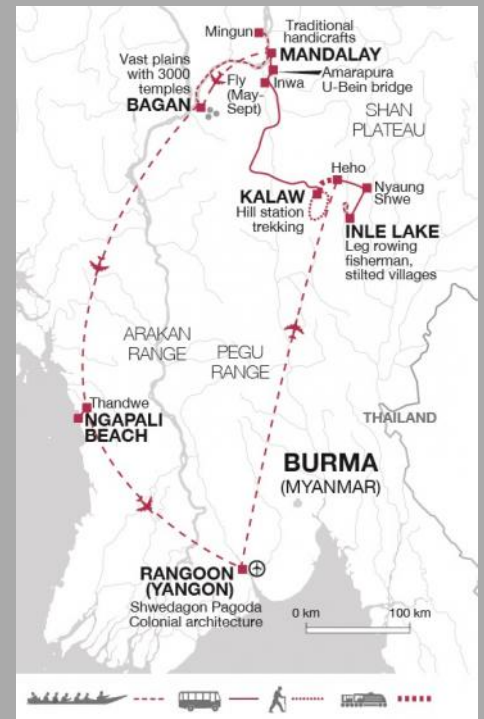 Mingun
Traditional
handicrafts
MANDALAY
Vast plains
with 3000
temples
BAGAN
Fly
(May-
Sept)
Inwa
Amarapura
U-Bein bridge
SHAN
PLATEAU
Heho
KALAW
Hill station
trekking
Nyaung
Shwe
INLE LAKE
Leg rowing
fisherman,
stilted villages
ARAKAN
RANGE
PEGU
RANGE
Thandwe
NGAPALI
BEACH
THAILAND
BURMA
(MYANMAR)
RANGOON
(YANGON)
Shwedagon Pagoda
Colonial architecture
0 km 100 km